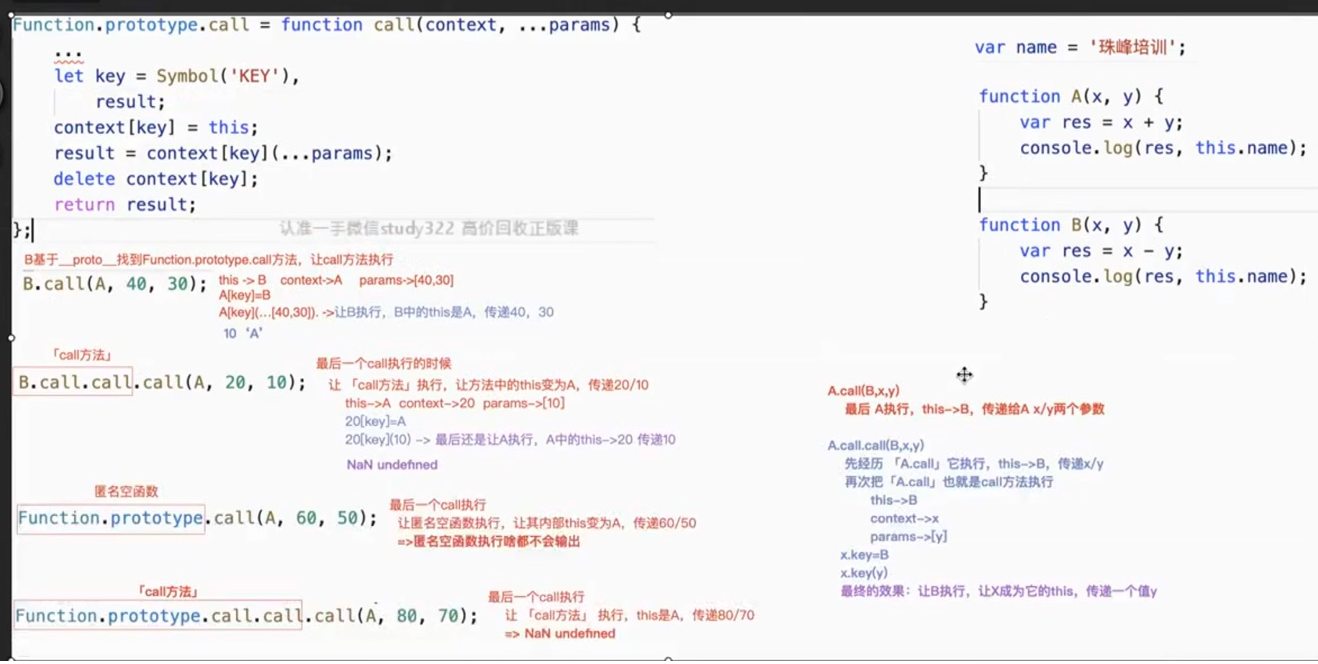 Function.prototype.call = function call(context, ...params) {
...
let key = Symbol('KEY'),
result;
context[key] = this;
result = context[key](...params);
delete context[key];
return result;
};
认准一手微信study322 高价回收正版课
B基于__proto__找到Function.prototype.call方法，让call方法执行
B.call(A, 40, 30);
this -> B context->A params->[40,30]
A[key]=B
A[key](...[40,30]). ->让B执行，B中的this是A，传递40，30
10 ‘A’
「call方法」
B.call.call.call(A, 20, 10);
最后一个call执行的时候
让 「call方法」执行，让方法中的this变为A，传递20/10
this->A context->20 params->[10]
20[key]=A
20[key](10) -> 最后还是让A执行，A中的this->20 传递10
NaN undefined
匿名空函数
Function.prototype.call(A, 60, 50);
最后一个call执行
让匿名空函数执行，让其内部this变为A，传递60/50
=>匿名空函数执行啥都不会输出
「call方法」
Function.prototype.call.call.call(A, 80, 70);
最后一个call执行
让 「call方法」 执行，this是A，传递80/70
=> NaN undefined
var name = '珠峰培训';
function A(x, y) {
var res = x + y;
console.log(res, this.name);
}
function B(x, y) {
var res = x - y;
console.log(res, this.name);
}
A.call(B,x,y)
最后 A执行，this->B，传递给A x/y两个参数
A.call.call(B,x,y)
先经历 「A.call」它执行，this->B，传递x/y
再次把「A.call」也就是call方法执行
this->B
context->x
params->[y]
x.key=B
x.key(y)
最终的效果：让B执行，让X成为它的this，传递一个值y